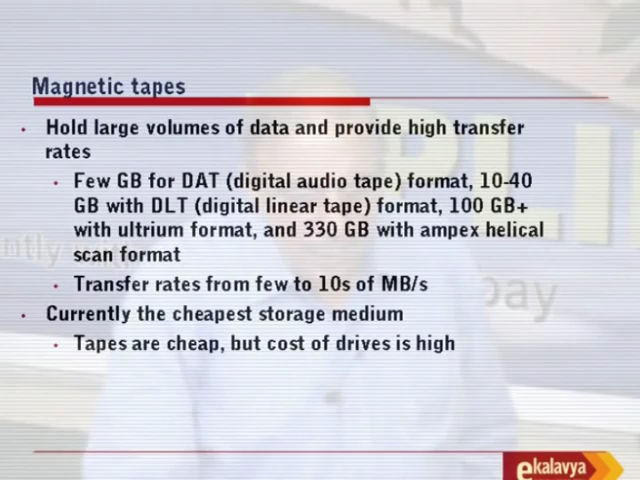 Magnetic tapes
• Hold large volumes of data and provide high transfer
rates
• Few GB for DAT (digital audio tape) format, 10-40
GB with DLT (digital linear tape) format, 100 GB+
with ultrium format, and 330 GB with ampex helical
scan format
• Transfer rates from few to 10s of MB/s
• Currently the cheapest storage medium
• Tapes are cheap, but cost of drives is high
ekalavya